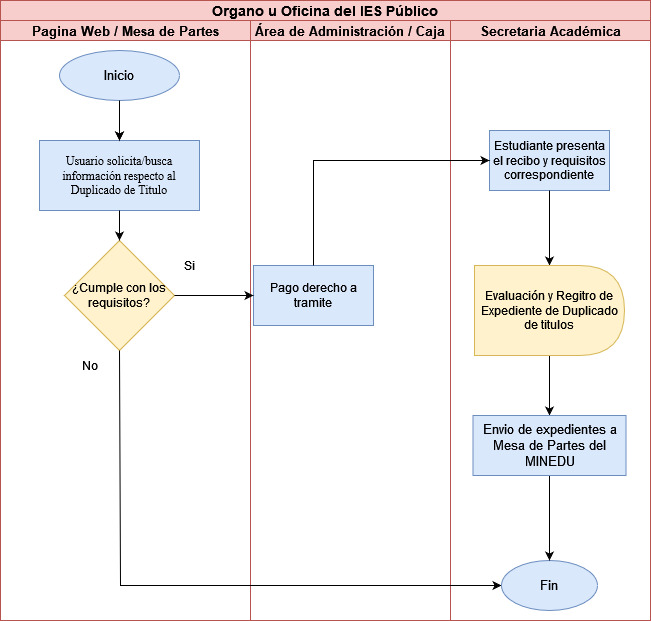 Organo u Oficina del IES Público
Pagina Web / Mesa de Partes
Área de Administración / Caja
Secretaria Académica
Inicio
Usuario solicita/busca
información respecto al
Duplicado de Titulo
¿Cumple con los
requisitos?
Si
No
Pago derecho a
tramite
Estudiante presenta
el recibo y requisitos
correspondiente
Evaluación y Regitro de
Expediente de Duplicado
de titulos
Envio de expedientes a
Mesa de Partes del
MINEDU
Fin